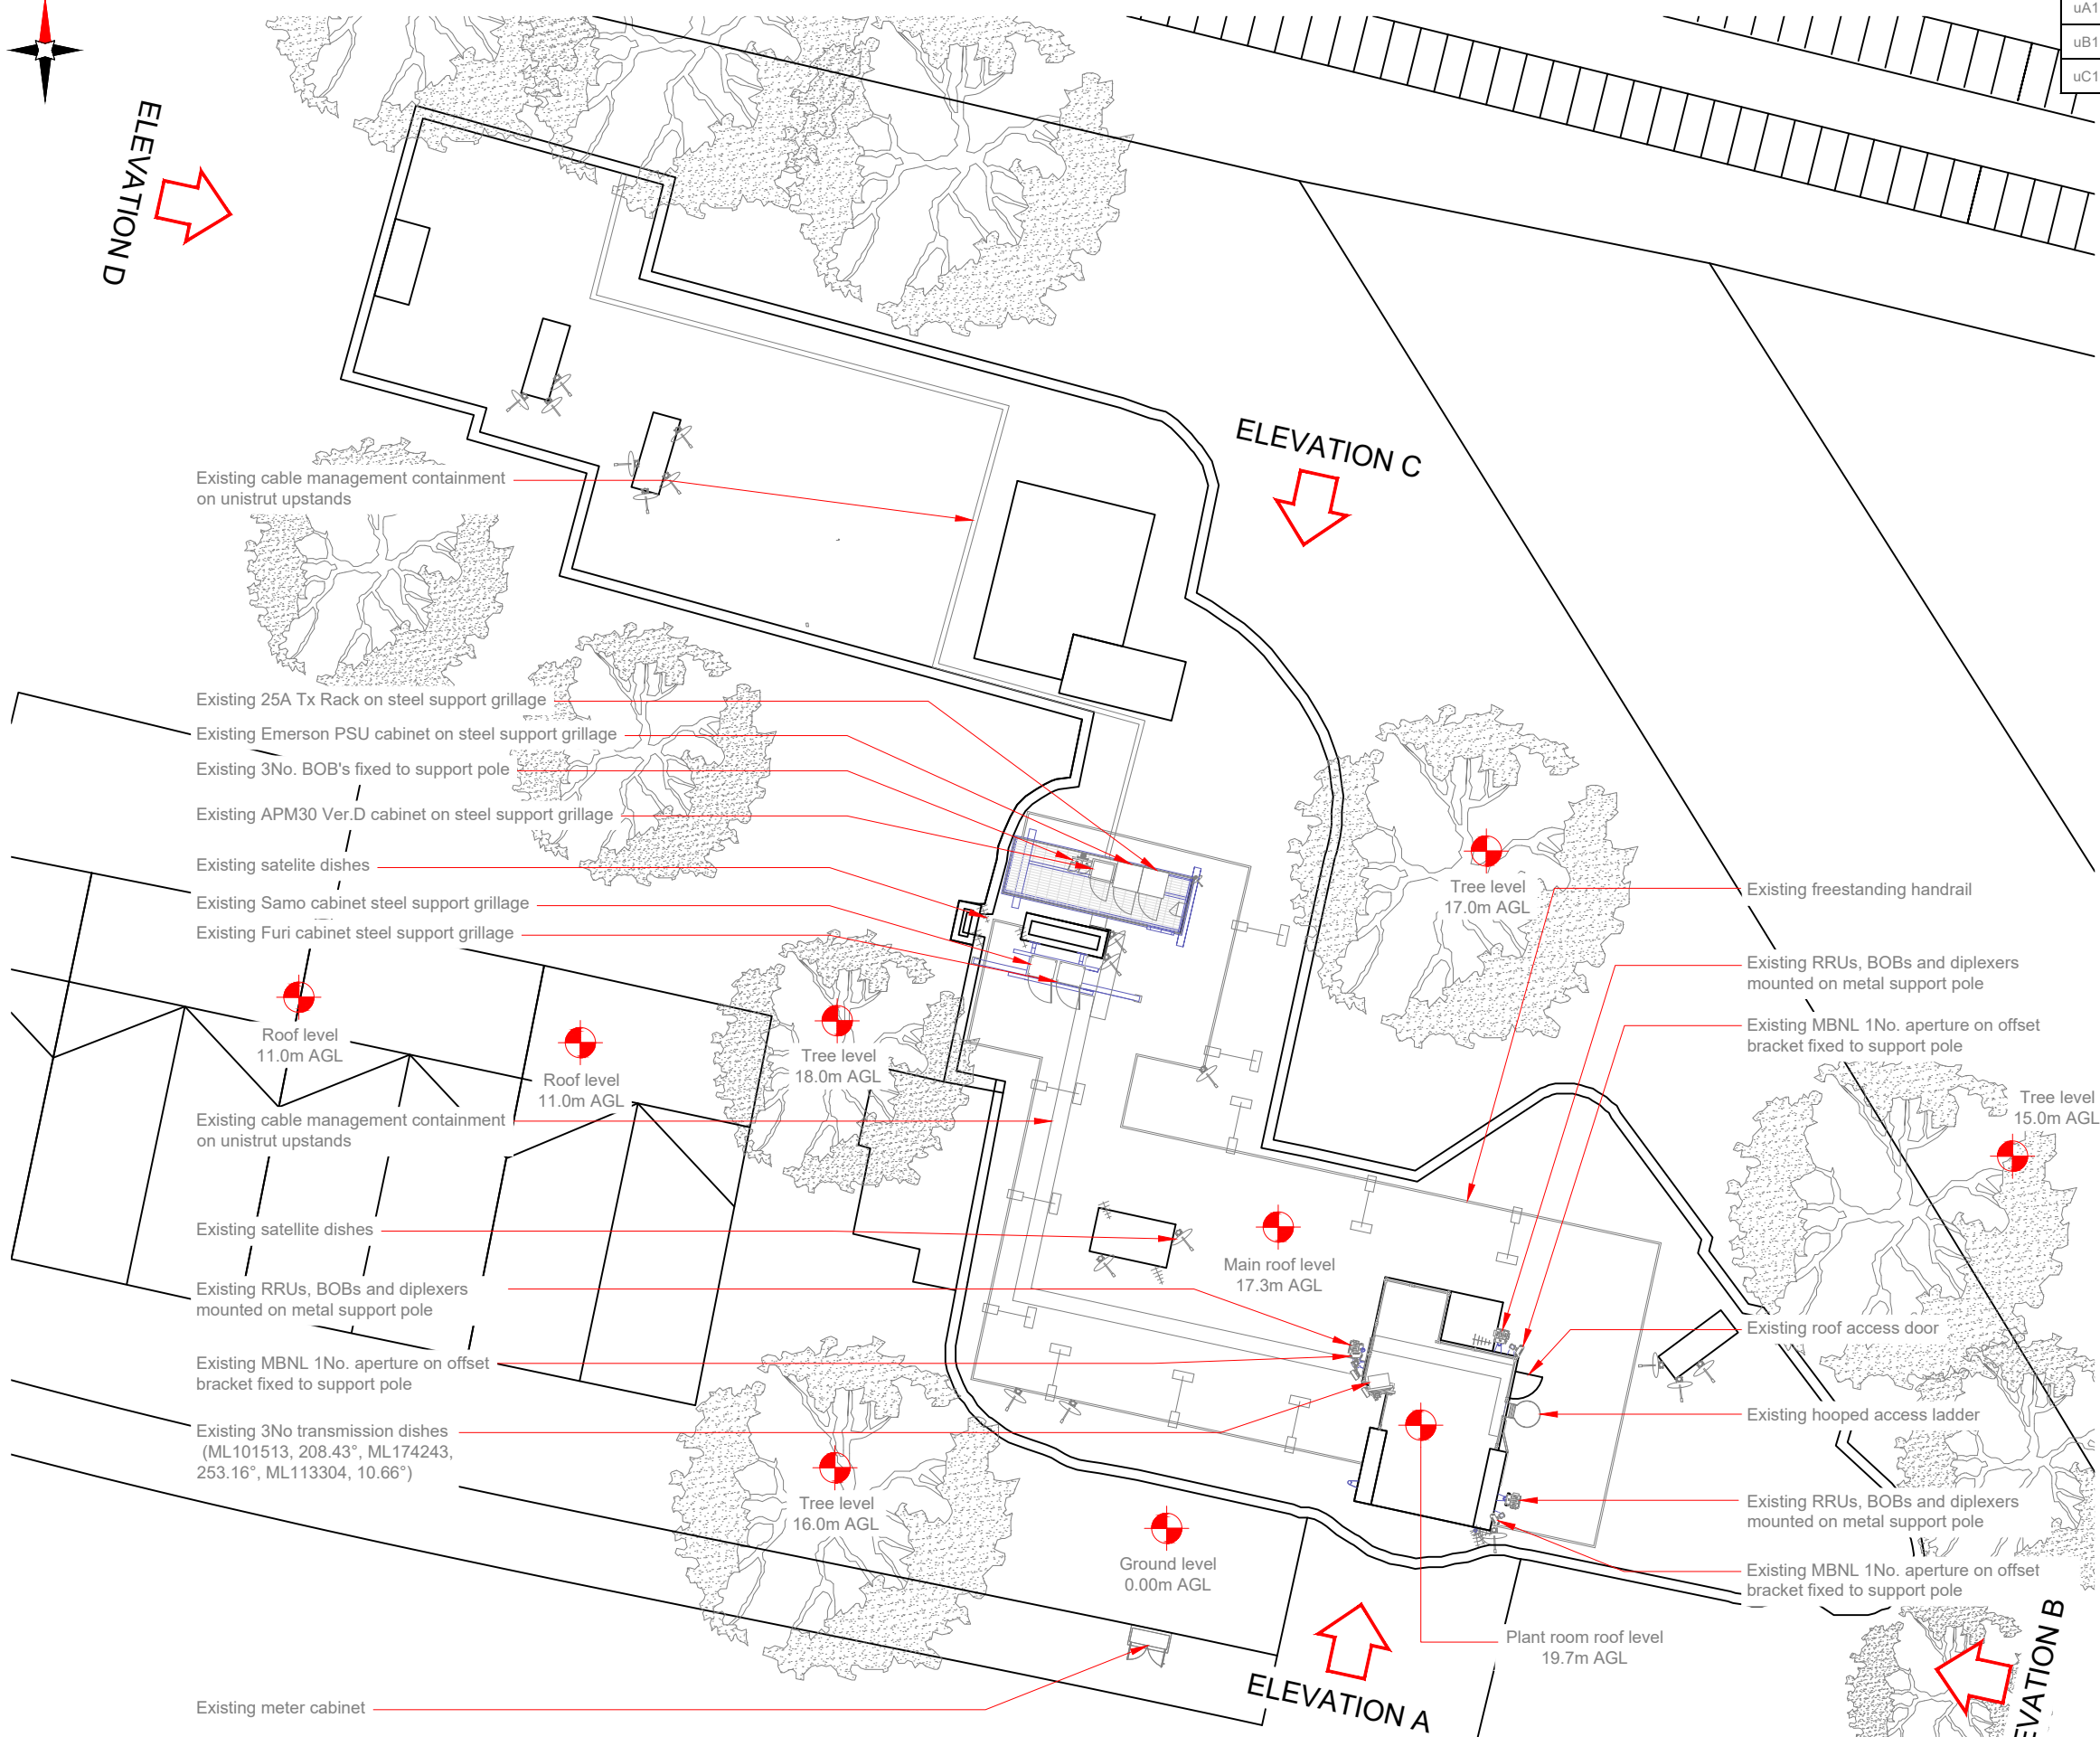 uA1
uB1
uC1
ELEVATION D
ELEVATION C
Existing cable management containment
on unistrut upstands
Existing 25A Tx Rack on steel support grillage
Existing Emerson PSU cabinet on steel support grillage
Existing 3No. BOB's fixed to support pole
Existing APM30 Ver.D cabinet on steel support grillage
Existing satelite dishes
Existing Samo cabinet steel support grillage
Existing Furi cabinet steel support grillage
Tree level
17.0m AGL
Existing freestanding handrail
Existing RRUs, BOBs and diplexers
mounted on metal support pole
Existing MBNL 1No. aperture on offset
bracket fixed to support pole
Roof level
11.0m AGL
Roof level
11.0m AGL
Tree level
18.0m AGL
Tree level
15.0m AGL
Existing cable management containment
on unistrut upstands
Existing satellite dishes
Main roof level
17.3m AGL
Existing RRUs, BOBs and diplexers
mounted on metal support pole
Existing roof access door
Existing MBNL 1No. aperture on offset
bracket fixed to support pole
Existing hooped access ladder
Existing 3No transmission dishes
(ML101513, 208.43°, ML174243,
253.16°, ML113304, 10.66°)
Tree level
16.0m AGL
Existing RRUs, BOBs and diplexers
mounted on metal support pole
Ground level
0.00m AGL
Existing MBNL 1No. aperture on offset
bracket fixed to support pole
Plant room roof level
19.7m AGL
Existing meter cabinet
ELEVATION A
EVATION B